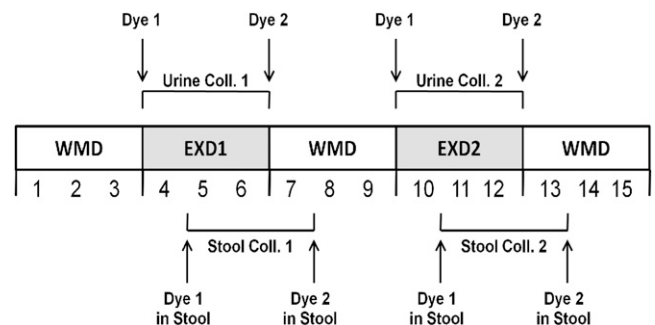 Dye 1 Dye 2 Dye 1 Dye 2
Urine Coll. 1 Urine Coll. 2
WMD EXD1 WMD EXD2 WMD
1 2 3 4 5 6 7 8 9 10 11 12 13 14 15
Stool Coll. 1 Stool Coll. 2
Dye 1 Dye 2 Dye 1 Dye 2
in Stool in Stool in Stool in Stool